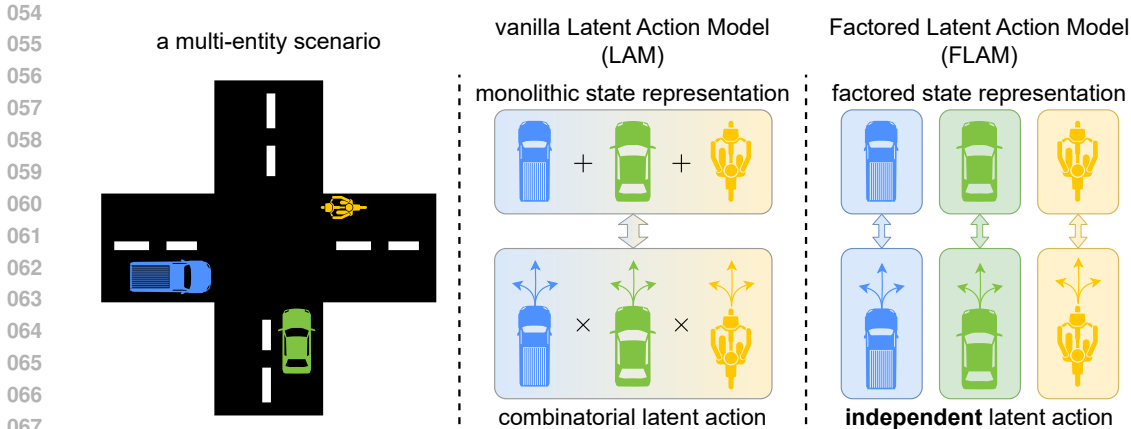 054
055
056
057
058
059
060
061
062
063
064
065
066
067
a multi-entity scenario
vanilla Latent Action Model
(LAM)
monolithic state representation
+ +
× ×
combinatorial latent action
Factored Latent Action Model
(FLAM)
factored state representation
independent latent action